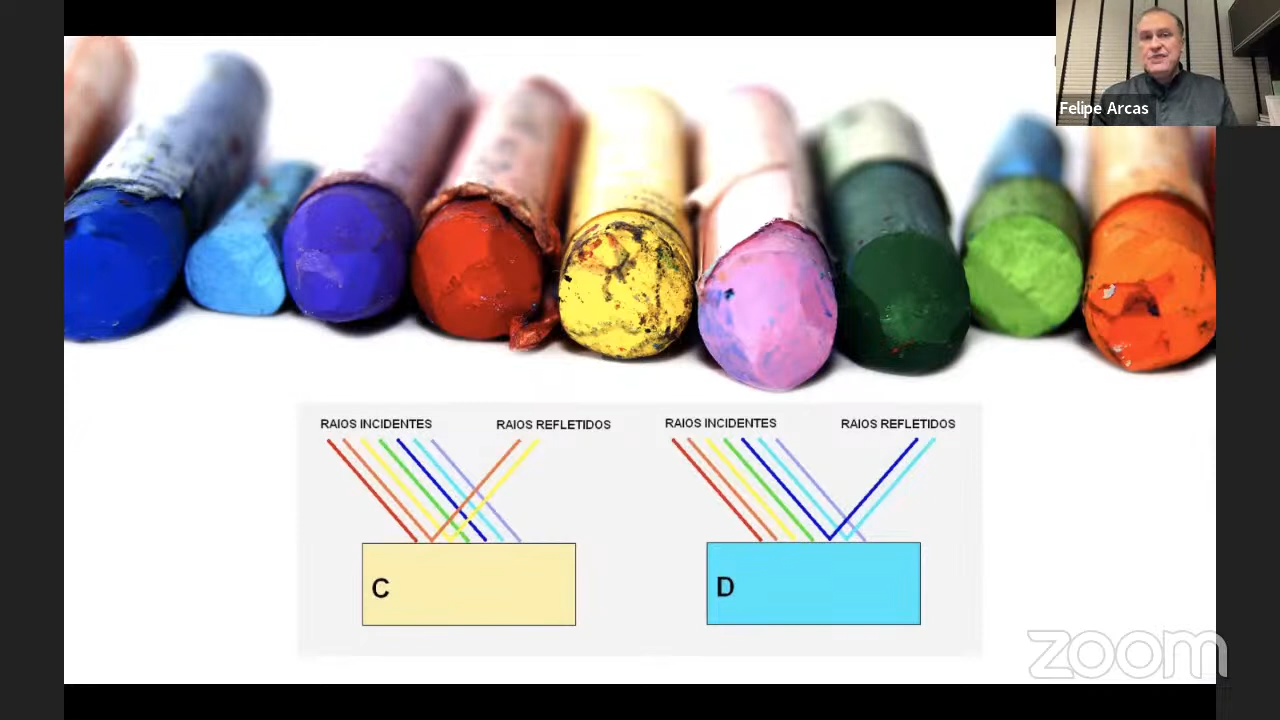 Felipe Arcas
RAIOS INCIDENTES
RAIOS REFLETIDOS
RAIOS INCIDENTES
RAIOS REFLETIDOS
C
D
zoom